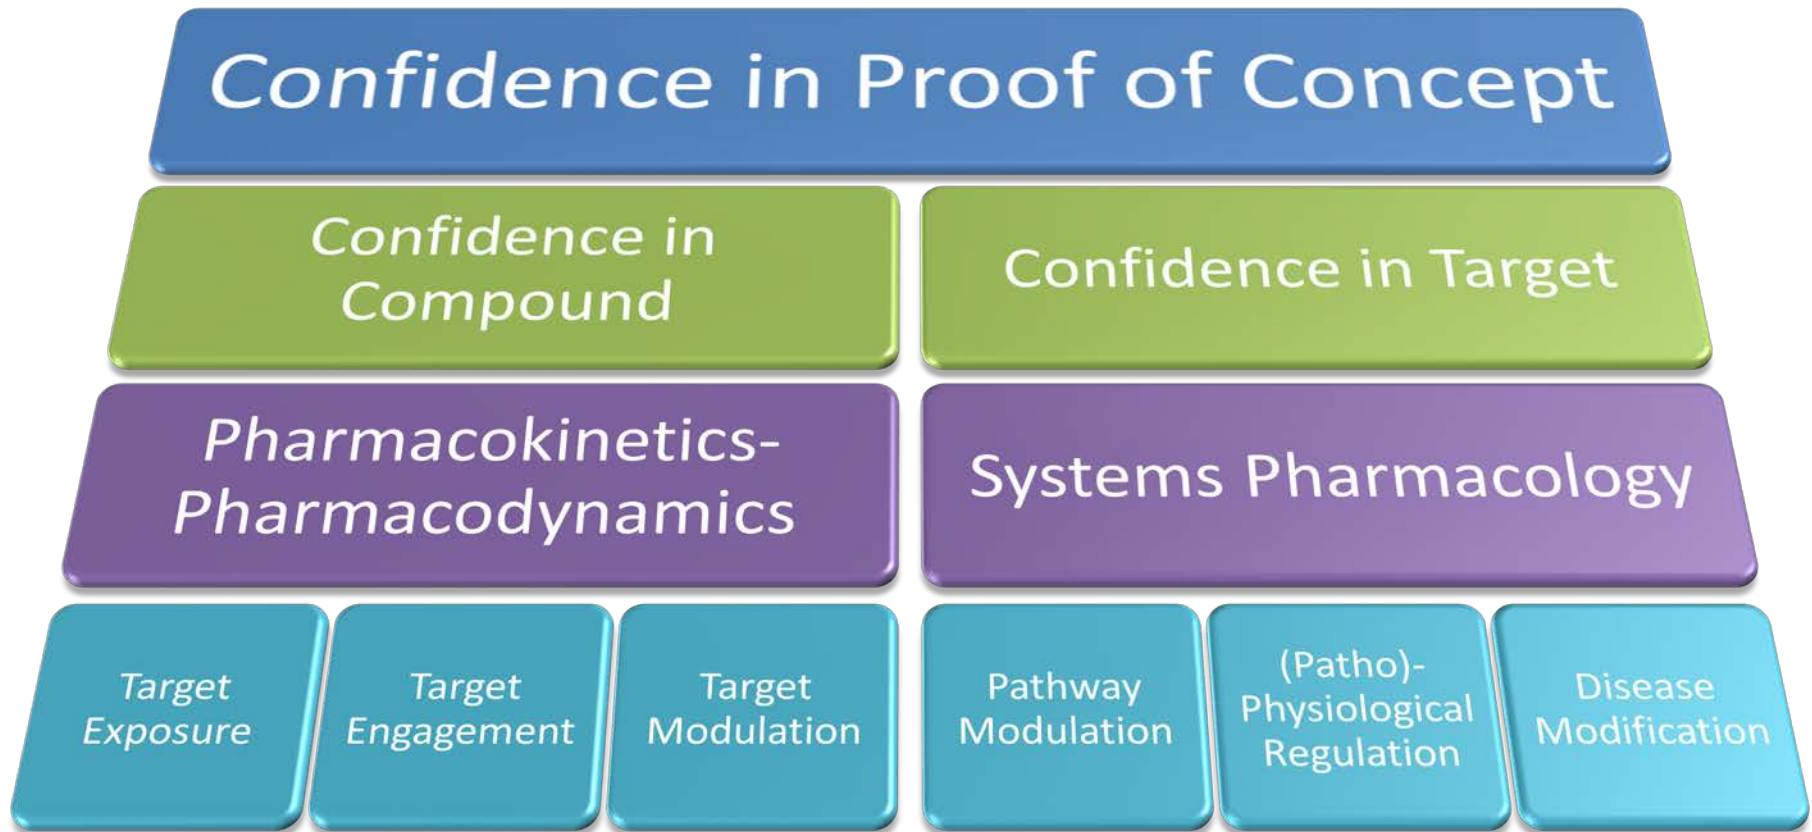 Confidence in Proof of Concept
Confidence in
Compound
Confidence in Target
Pharmacokinetics-
Pharmacodynamics
Systems Pharmacology
Target
Exposure
Target
Engagement
Target
Modulation
Pathway
Modulation
(Patho)-
Physiological
Regulation
Disease
Modification